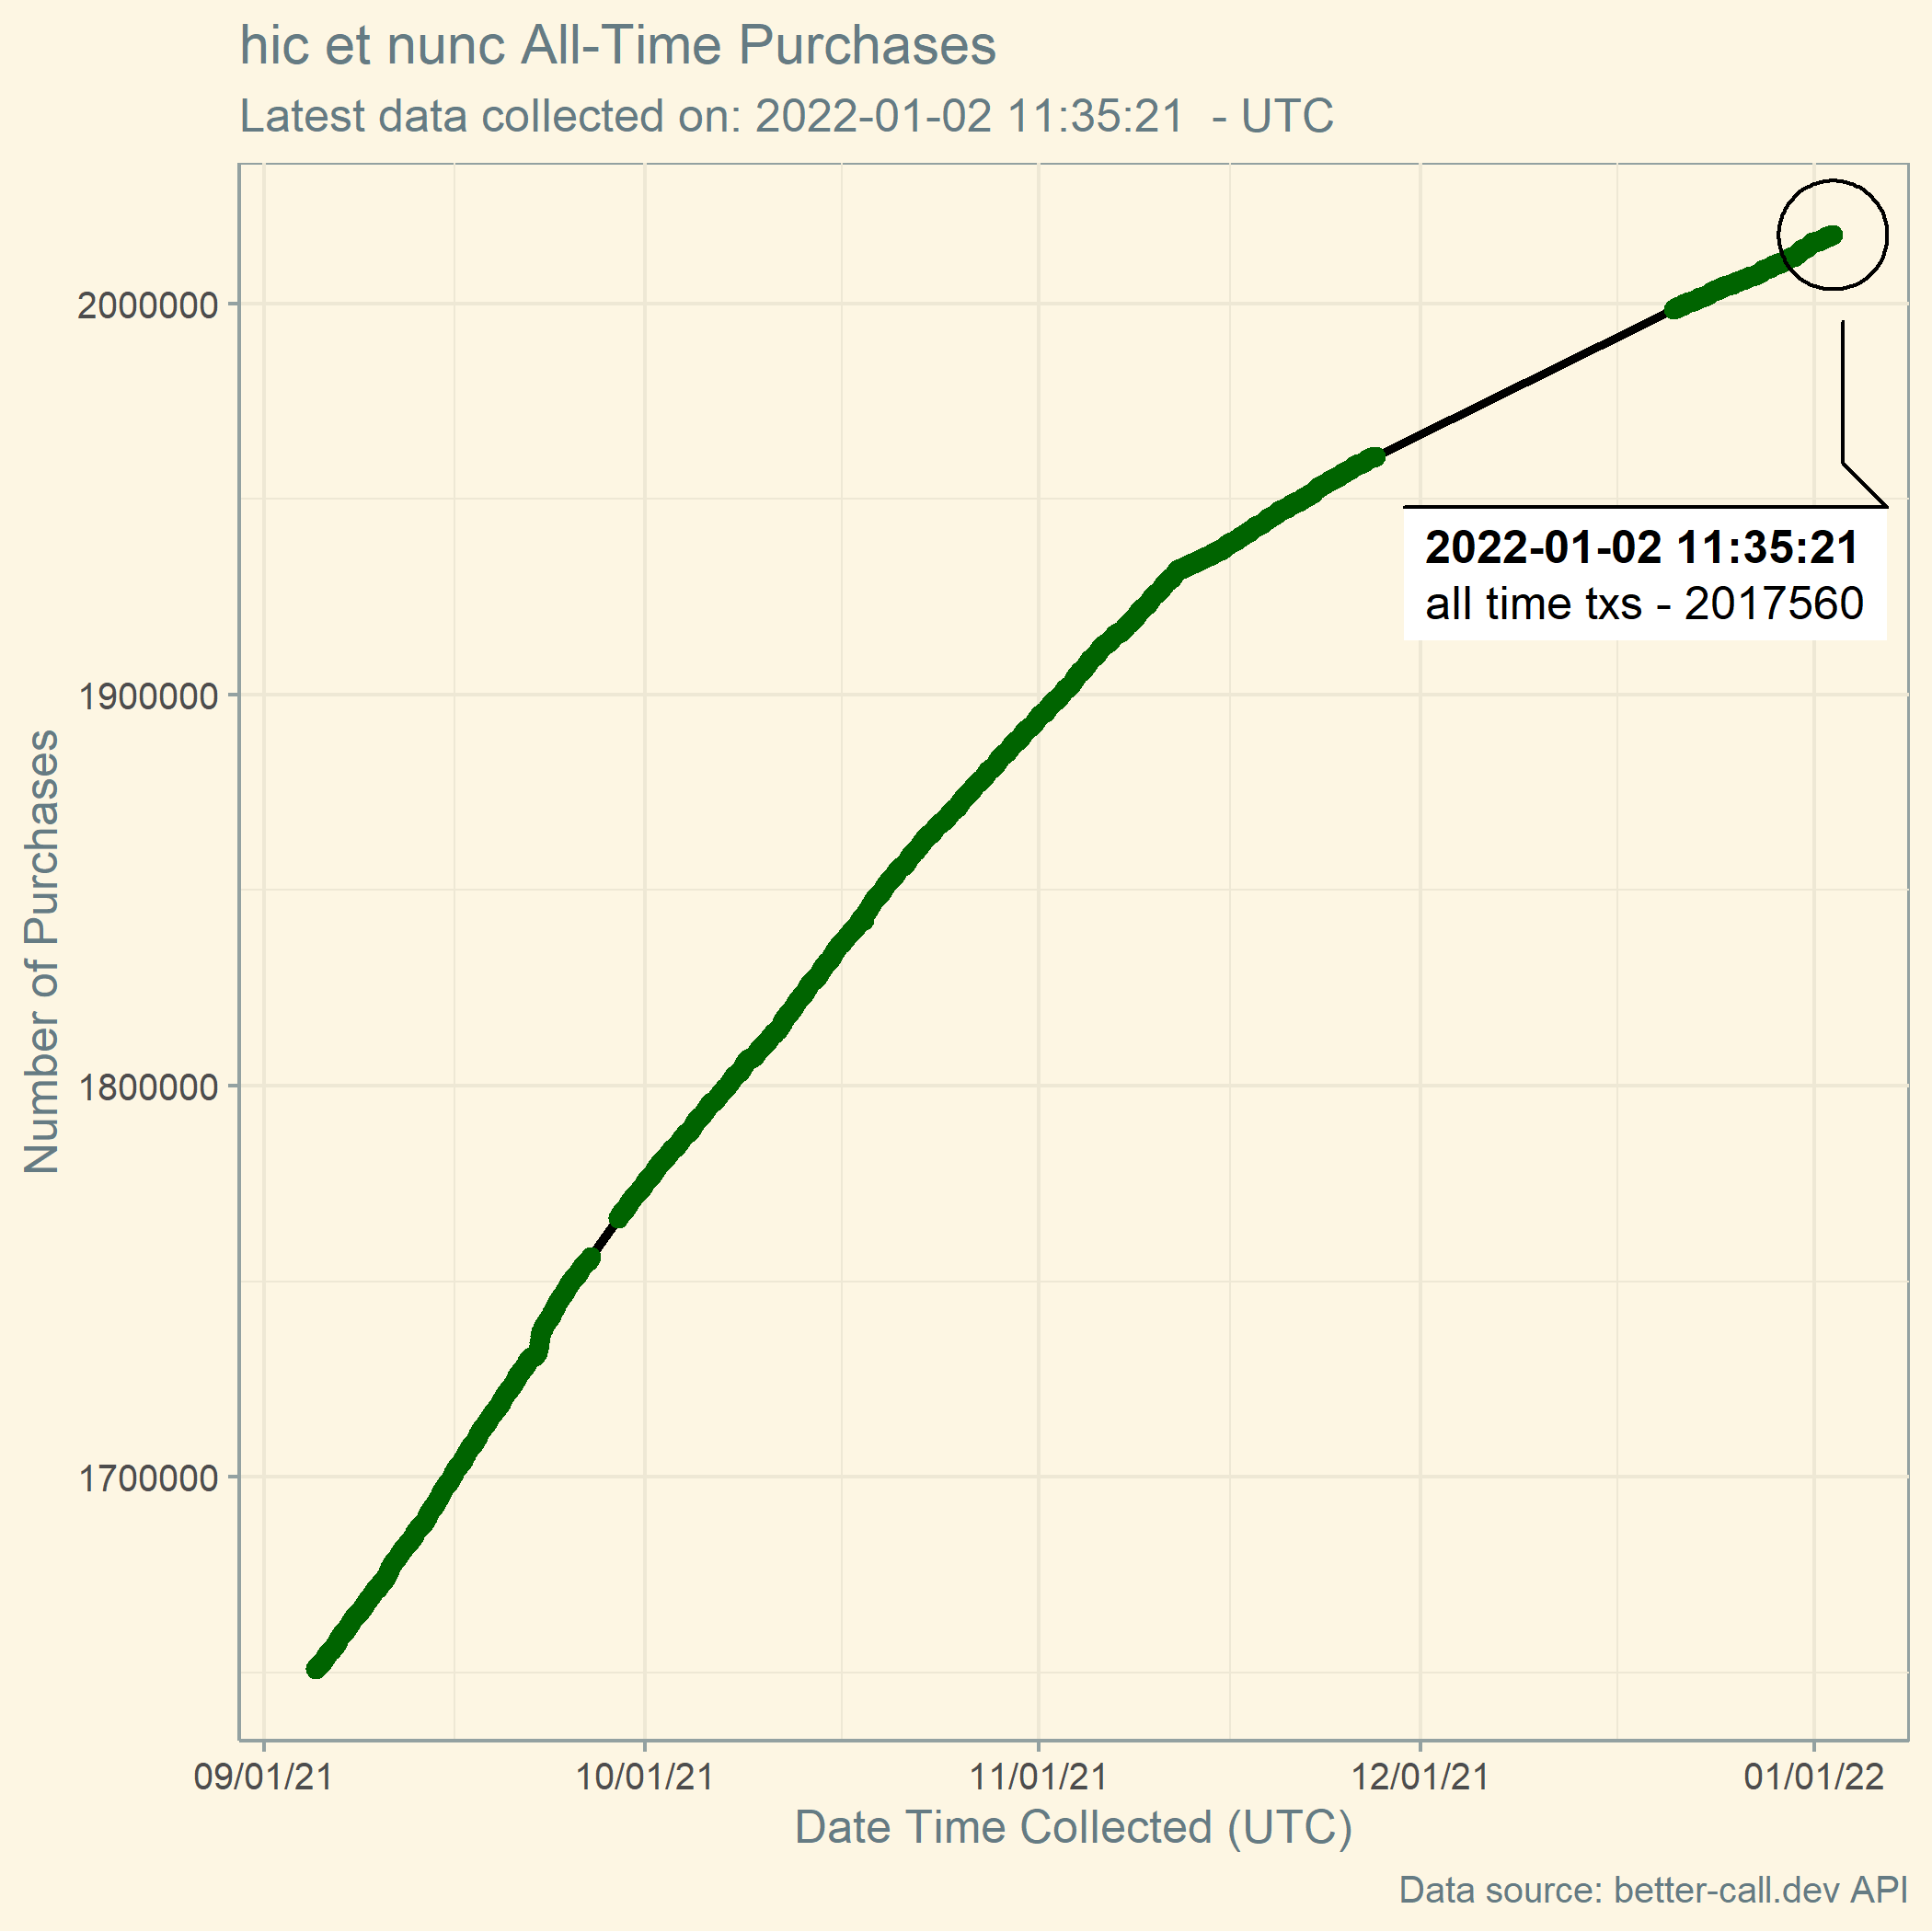 hic et nunc All-Time Purchases
Latest data collected on: 2022-01-02 11:35:21  - UTC
Number of Purchases
2000000
1900000
1800000
1700000
2022-01-02 11:35:21
all time txs - 2017560
09/01/21 10/01/21 11/01/21 12/01/21 01/01/22
Date Time Collected (UTC)
Data source: better-call.dev API